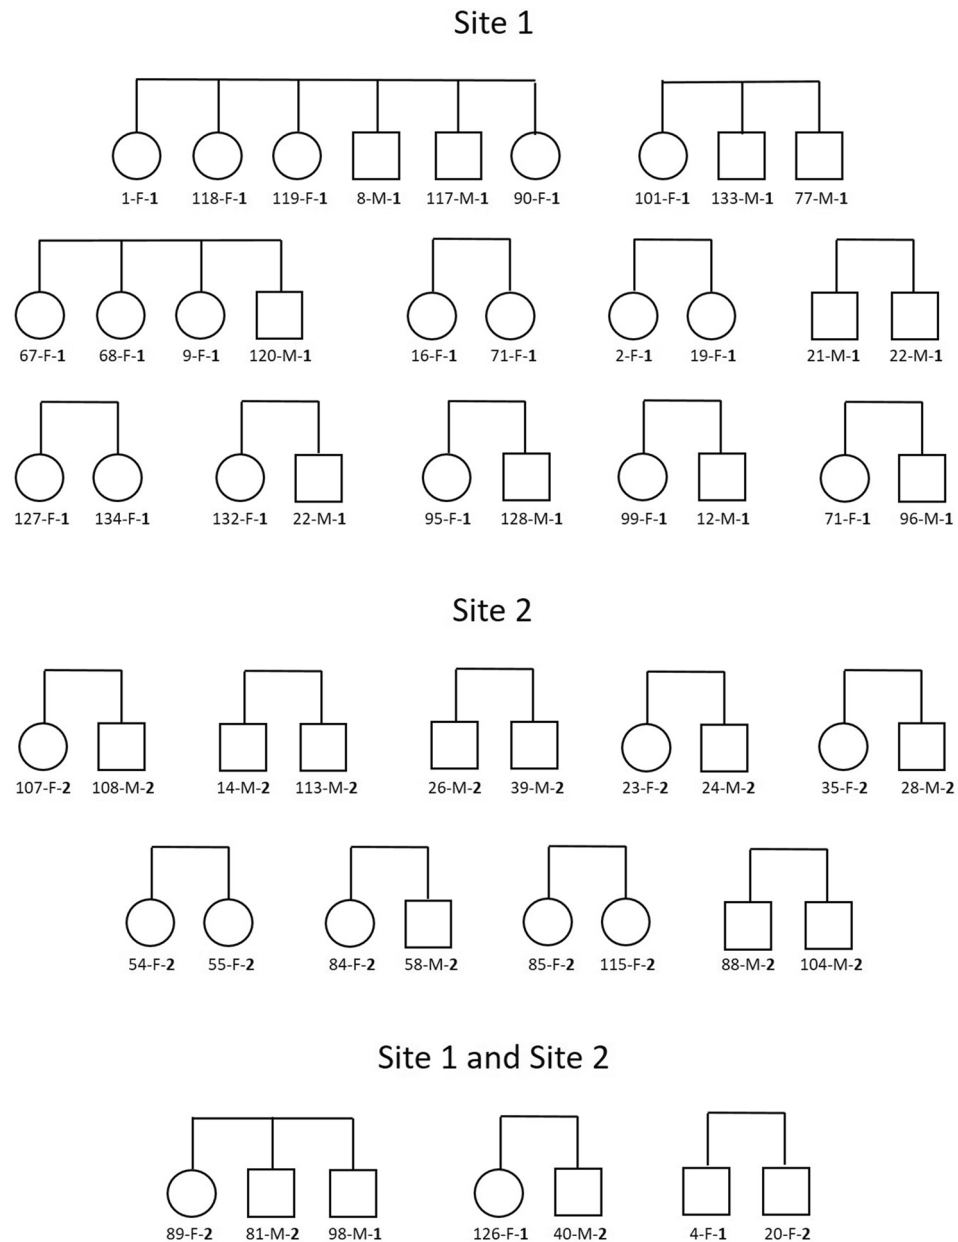 Site 1
1-F-1 118-F-1 119-F-1 8-M-1 117-M-1 90-F-1 101-F-1 133-M-1 77-M-1
67-F-1 68-F-1 9-F-1 120-M-1 16-F-1 71-F-1 2-F-1 19-F-1 21-M-1 22-M-1
127-F-1 134-F-1 132-F-1 22-M-1 95-F-1 128-M-1 99-F-1 12-M-1 71-F-1 96-M-1
Site 2
107-F-2 108-M-2 14-M-2 113-M-2 26-M-2 39-M-2 23-F-2 24-M-2 35-F-2 28-M-2
54-F-2 55-F-2 84-F-2 58-M-2 85-F-2 115-F-2 88-M-2 104-M-2
Site 1 and Site 2
89-F-2 81-M-2 98-M-1 126-F-1 40-M-2 4-F-1 20-F-2